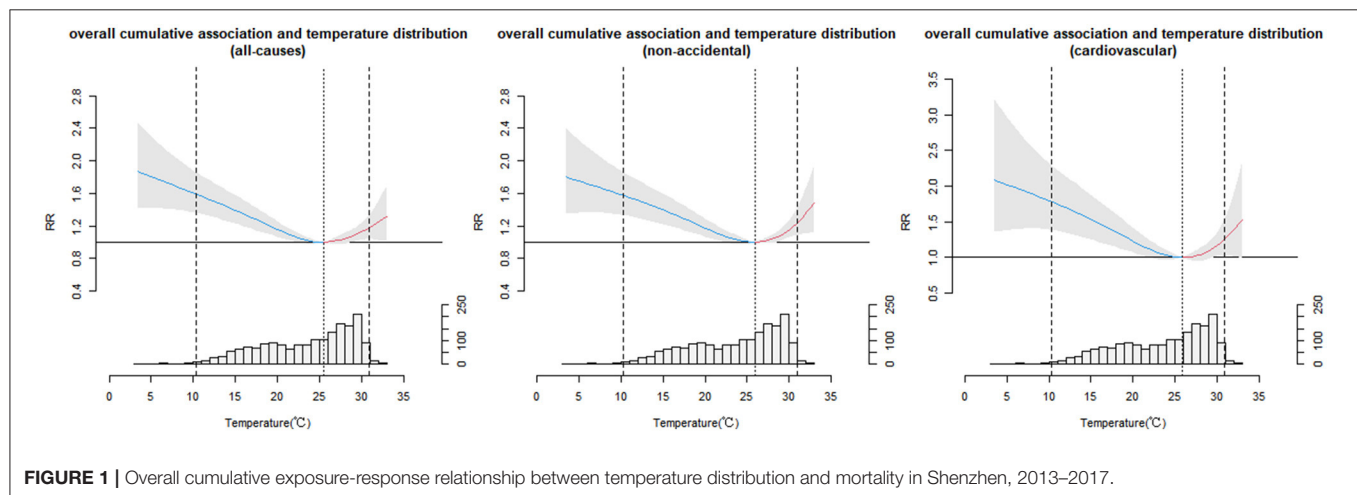 overall cumulative association and temperature distribution
(all-causes)
RR
2.8
2.4
2.0
1.6
1.2
0.8
0.4
250
100
0
0 5 10 15 20 25 30 35
Temperature(℃)
overall cumulative association and temperature distribution
(non-accidental)
RR
2.8
2.4
2.0
1.6
1.2
0.8
0.4
250
100
0
0 5 10 15 20 25 30 35
Temperature(℃)
overall cumulative association and temperature distribution
(cardiovascular)
RR
3.5
3.0
2.5
2.0
1.5
1.0
0.5
250
100
0
0 5 10 15 20 25 30 35
Temperature(℃)
FIGURE 1 | Overall cumulative exposure-response relationship between temperature distribution and mortality in Shenzhen, 2013–2017.